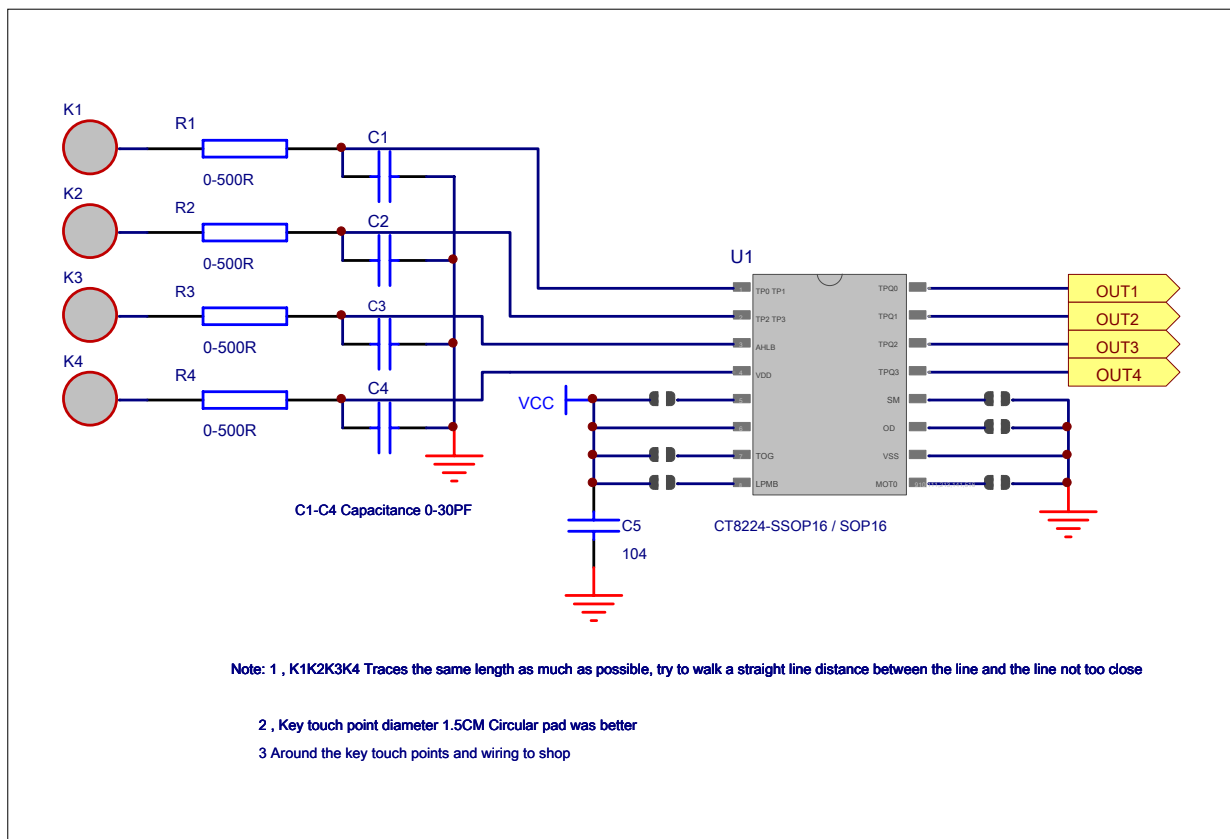 K1
R1
C1
0-500R
K2
R2
C2
0-500R
K3
R3
C3
0-500R
K4
R4
C4
0-500R
C1-C4 Capacitance 0-30PF
U1
TP0 TP1
TP2 TP3
AHLB
VDD
TOG
LPMB
TPQ0
TPQ1
TPQ2
TPQ3
SM
OD
VSS
MOT0
OUT1
OUT2
OUT3
OUT4
VCC
C5
104
CT8224-SSOP16 / SOP16
Note: 1 , K1K2K3K4 Traces the same length as much as possible, try to walk a straight line distance between the line and the line not too close
2 , Key touch point diameter 1.5CM Circular pad was better
3 Around the key touch points and wiring to shop